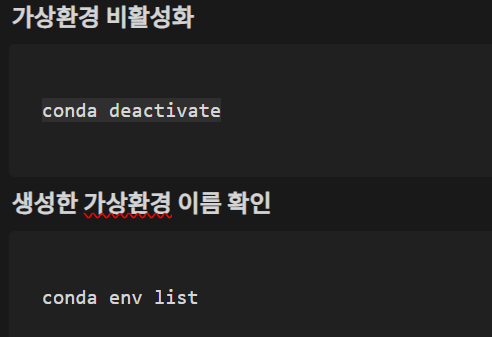 가상환경 비활성화
conda deactivate
생성한 가상환경 이름 확인
conda env list